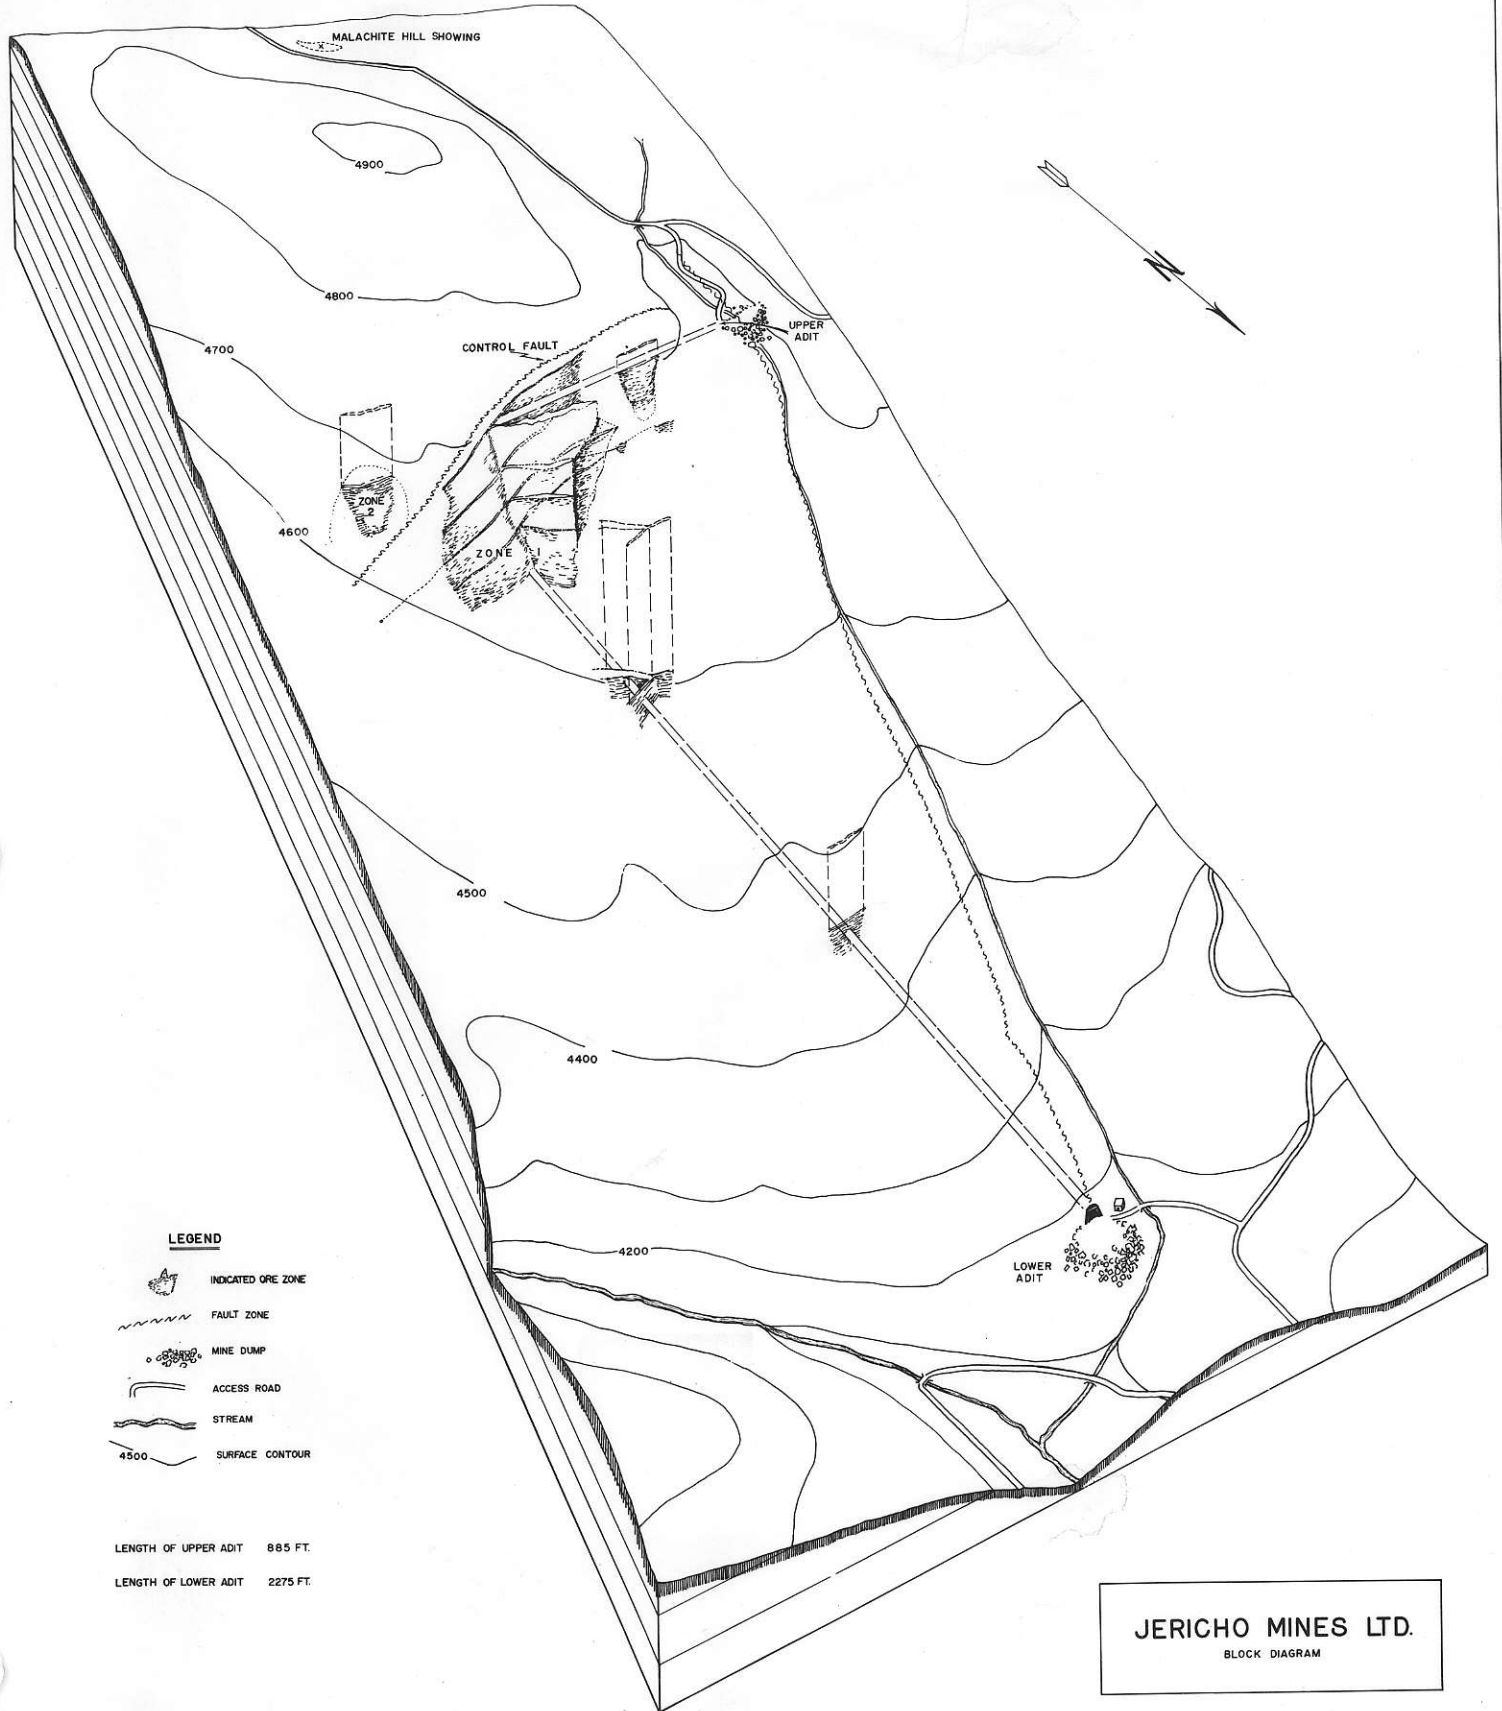 MALACHITE HILL SHOWING
X
4900
4800
N
UPPER
ADIT
CONTROL FAULT
4700
ZONE
2
4600
ZONE 1
4500
4400
4200
LOWER
ADIT
LEGEND
INDICATED ORE ZONE
FAULT ZONE
MINE DUMP
ACCESS ROAD
STREAM
4500 SURFACE CONTOUR
LENGTH OF UPPER ADIT 885 FT.
LENGTH OF LOWER ADIT 2275 FT.
JERICHO MINES LTD.
BLOCK DIAGRAM